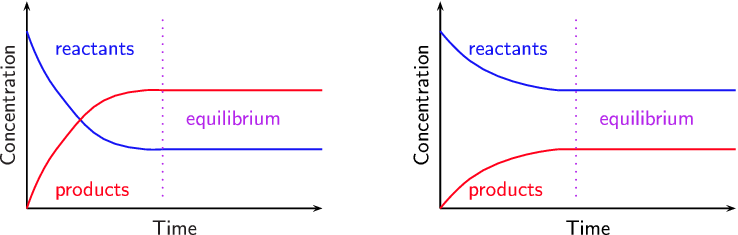 Concentration
reactants
equilibrium
products
Time
Concentration
reactants
equilibrium
products
Time